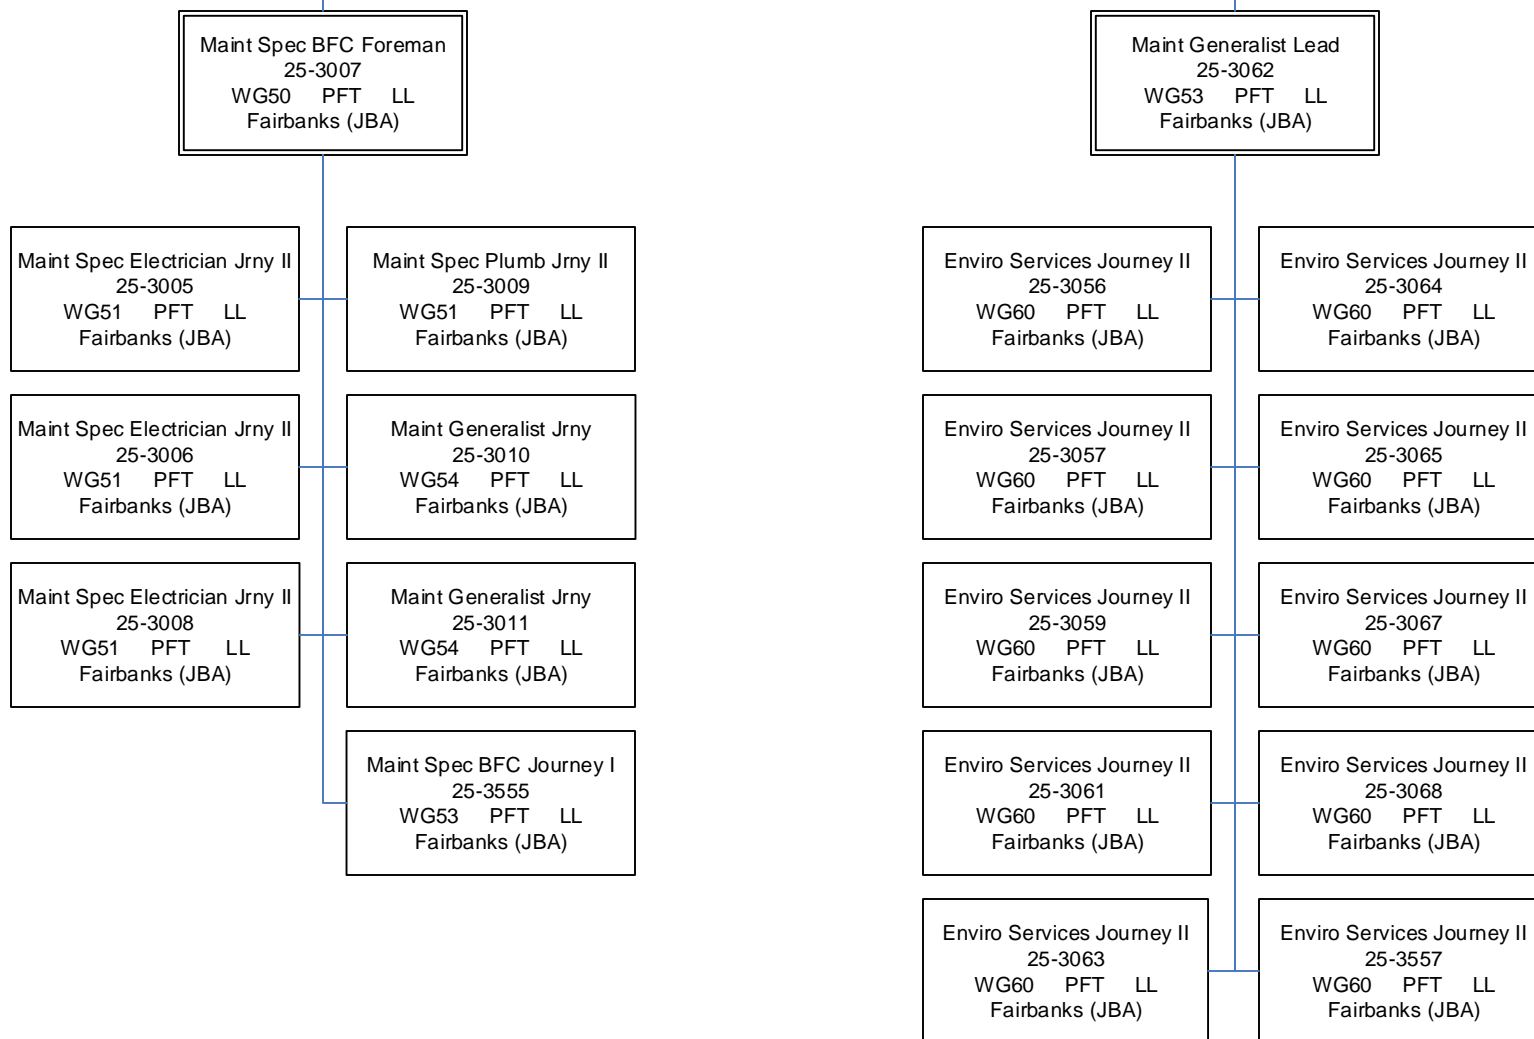 Maint Spec BFC Foreman
25-3007
WG50 PFT LL
Fairbanks (JBA)
Maint Spec Electrician Jrny II
25-3005
WG51 PFT LL
Fairbanks (JBA)
Maint Spec Plumb Jrny II
25-3009
WG51 PFT LL
Fairbanks (JBA)
Maint Spec Electrician Jrny II
25-3006
WG51 PFT LL
Fairbanks (JBA)
Maint Generalist Jrny
25-3010
WG54 PFT LL
Fairbanks (JBA)
Maint Spec Electrician Jrny II
25-3008
WG51 PFT LL
Fairbanks (JBA)
Maint Generalist Jrny
25-3011
WG54 PFT LL
Fairbanks (JBA)
Maint Spec BFC Journey I
25-3555
WG53 PFT LL
Fairbanks (JBA)
Maint Generalist Lead
25-3062
WG53 PFT LL
Fairbanks (JBA)
Enviro Services Journey II
25-3056
WG60 PFT LL
Fairbanks (JBA)
Enviro Services Journey II
25-3064
WG60 PFT LL
Fairbanks (JBA)
Enviro Services Journey II
25-3057
WG60 PFT LL
Fairbanks (JBA)
Enviro Services Journey II
25-3065
WG60 PFT LL
Fairbanks (JBA)
Enviro Services Journey II
25-3059
WG60 PFT LL
Fairbanks (JBA)
Enviro Services Journey II
25-3067
WG60 PFT LL
Fairbanks (JBA)
Enviro Services Journey II
25-3061
WG60 PFT LL
Fairbanks (JBA)
Enviro Services Journey II
25-3068
WG60 PFT LL
Fairbanks (JBA)
Enviro Services Journey II
25-3063
WG60 PFT LL
Fairbanks (JBA)
Enviro Services Journey II
25-3557
WG60 PFT LL
Fairbanks (JBA)